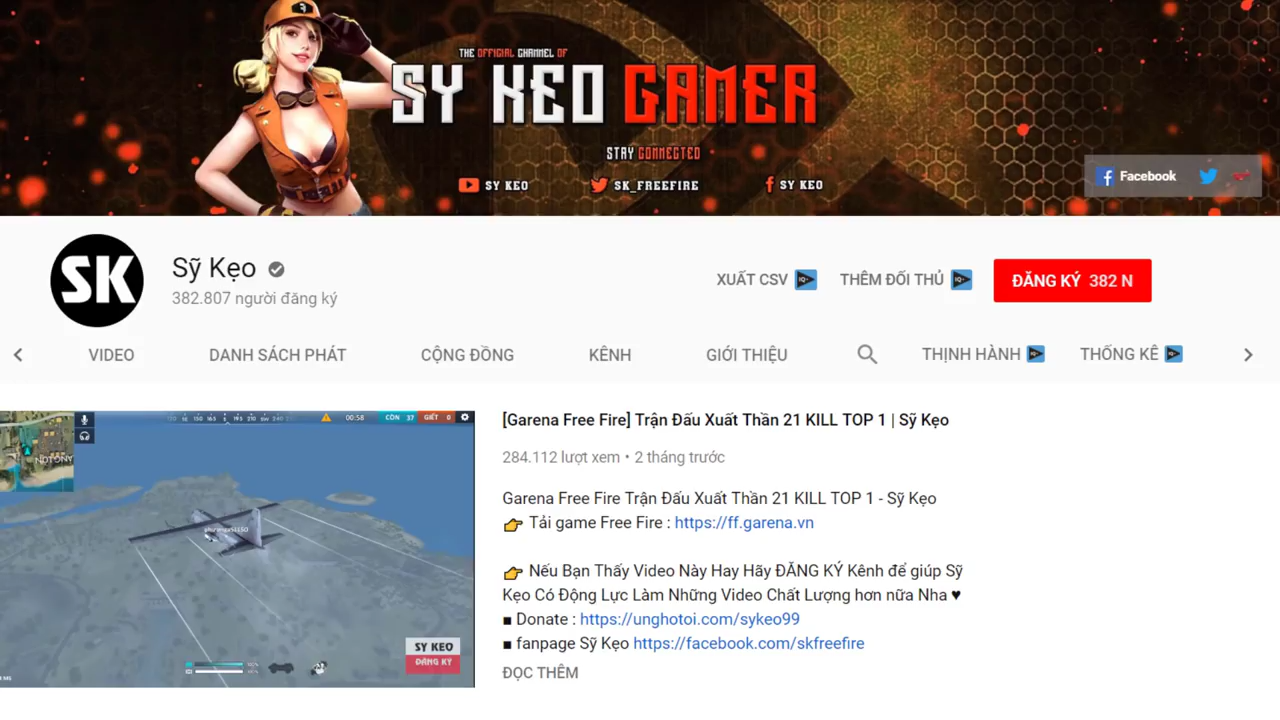 THE OFFICIAL CHANNEL OF
SY KEO GAMER
STAY CONNECTED
SY KEO SK_FREEFIRE SY KEO
Facebook
SK
Sỹ Kẹo
382.807 người đăng ký
XUẤT CSV THÊM ĐỐI THỦ ĐĂNG KÝ 382 N
VIDEO DANH SÁCH PHÁT CỘNG ĐỒNG KÊNH GIỚI THIỆU THỊNH HÀNH THỐNG KÊ
00:58 CÒN 37 GIẾT 0
SY KEO
ĐĂNG KÝ
[Garena Free Fire] Trận Đấu Xuất Thần 21 KILL TOP 1 | Sỹ Kẹo
284.112 lượt xem • 2 tháng trước
Garena Free Fire Trận Đấu Xuất Thần 21 KILL TOP 1 - Sỹ Kẹo
👉 Tải game Free Fire : https://ff.garena.vn
👉 Nếu Bạn Thấy Video Này Hay Hãy ĐĂNG KÝ Kênh để giúp Sỹ
Kẹo Có Động Lực Làm Những Video Chất Lượng hơn nữa Nha ♥
■ Donate : https://unghotoi.com/sykeo99
■ fanpage Sỹ Kẹo https://facebook.com/skfreefire
ĐỌC THÊM